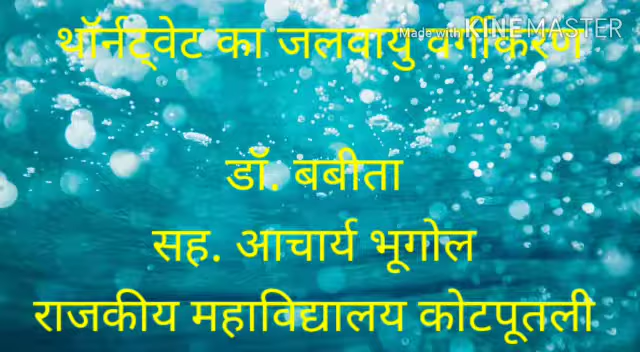 Made with KINEMASTER
थॉर्नट्वेट का जलवायु वर्गीकरण
डॉ. बबीता
सह. आचार्य भूगोल
राजकीय महाविद्यालय कोटपूतली